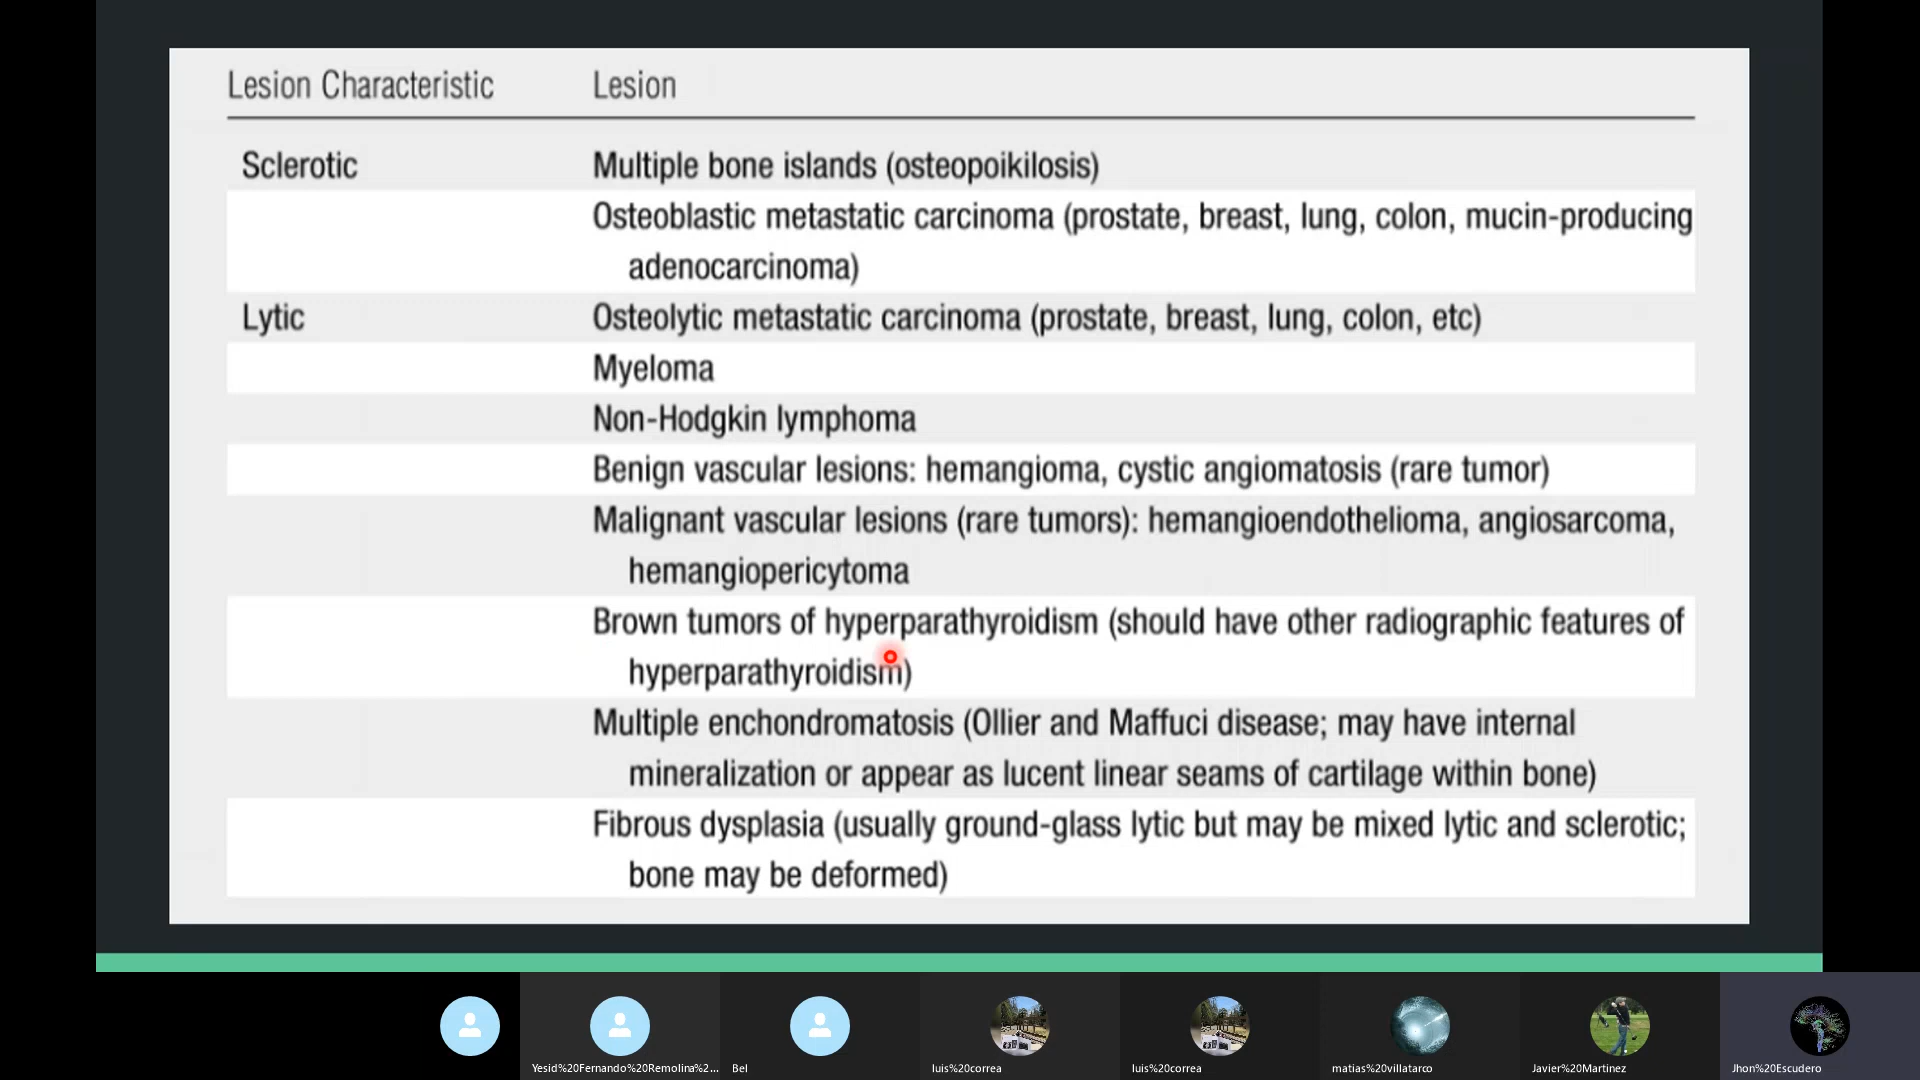 Lesion Characteristic Lesion
Sclerotic Multiple bone islands (osteopoikilosis)
Osteoblastic metastatic carcinoma (prostate, breast, lung, colon, mucin-producing
adenocarcinoma)
Lytic Osteolytic metastatic carcinoma (prostate, breast, lung, colon, etc)
Myeloma
Non-Hodgkin lymphoma
Benign vascular lesions: hemangioma, cystic angiomatosis (rare tumor)
Malignant vascular lesions (rare tumors): hemangioendothelioma, angiosarcoma,
hemangiopericytoma
Brown tumors of hyperparathyroidism (should have other radiographic features of
hyperparathyroidism)
Multiple enchondromatosis (Ollier and Maffuci disease; may have internal
mineralization or appear as lucent linear seams of cartilage within bone)
Fibrous dysplasia (usually ground-glass lytic but may be mixed lytic and sclerotic;
bone may be deformed)
Yesid%20Fernando%20Remolina%2... Bel luis%20correa luis%20correa matias%20villatarco Javier%20Martinez Jhon%20Escudero